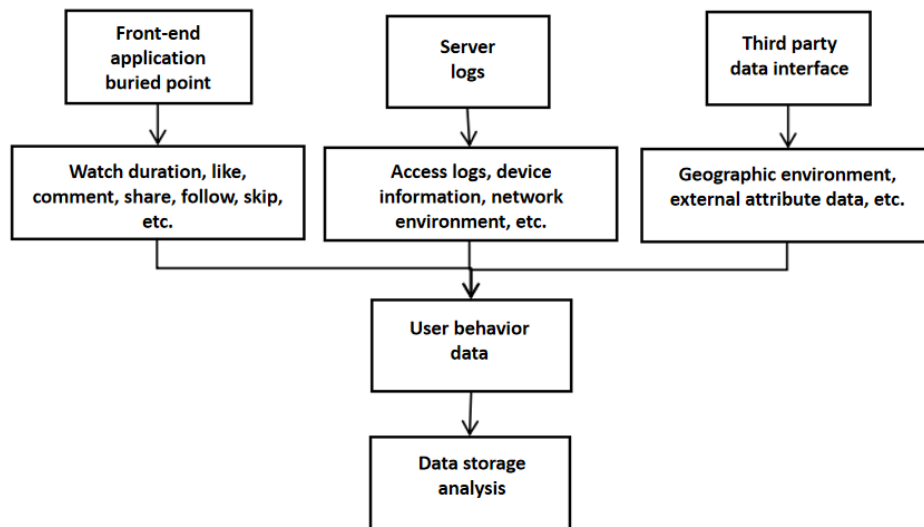 Front-end
application
buried point
Server
logs
Third party
data interface
Watch duration, like,
comment, share, follow, skip,
etc.
Access logs, device
information, network
environment, etc.
Geographic environment,
external attribute data, etc.
User behavior
data
Data storage
analysis